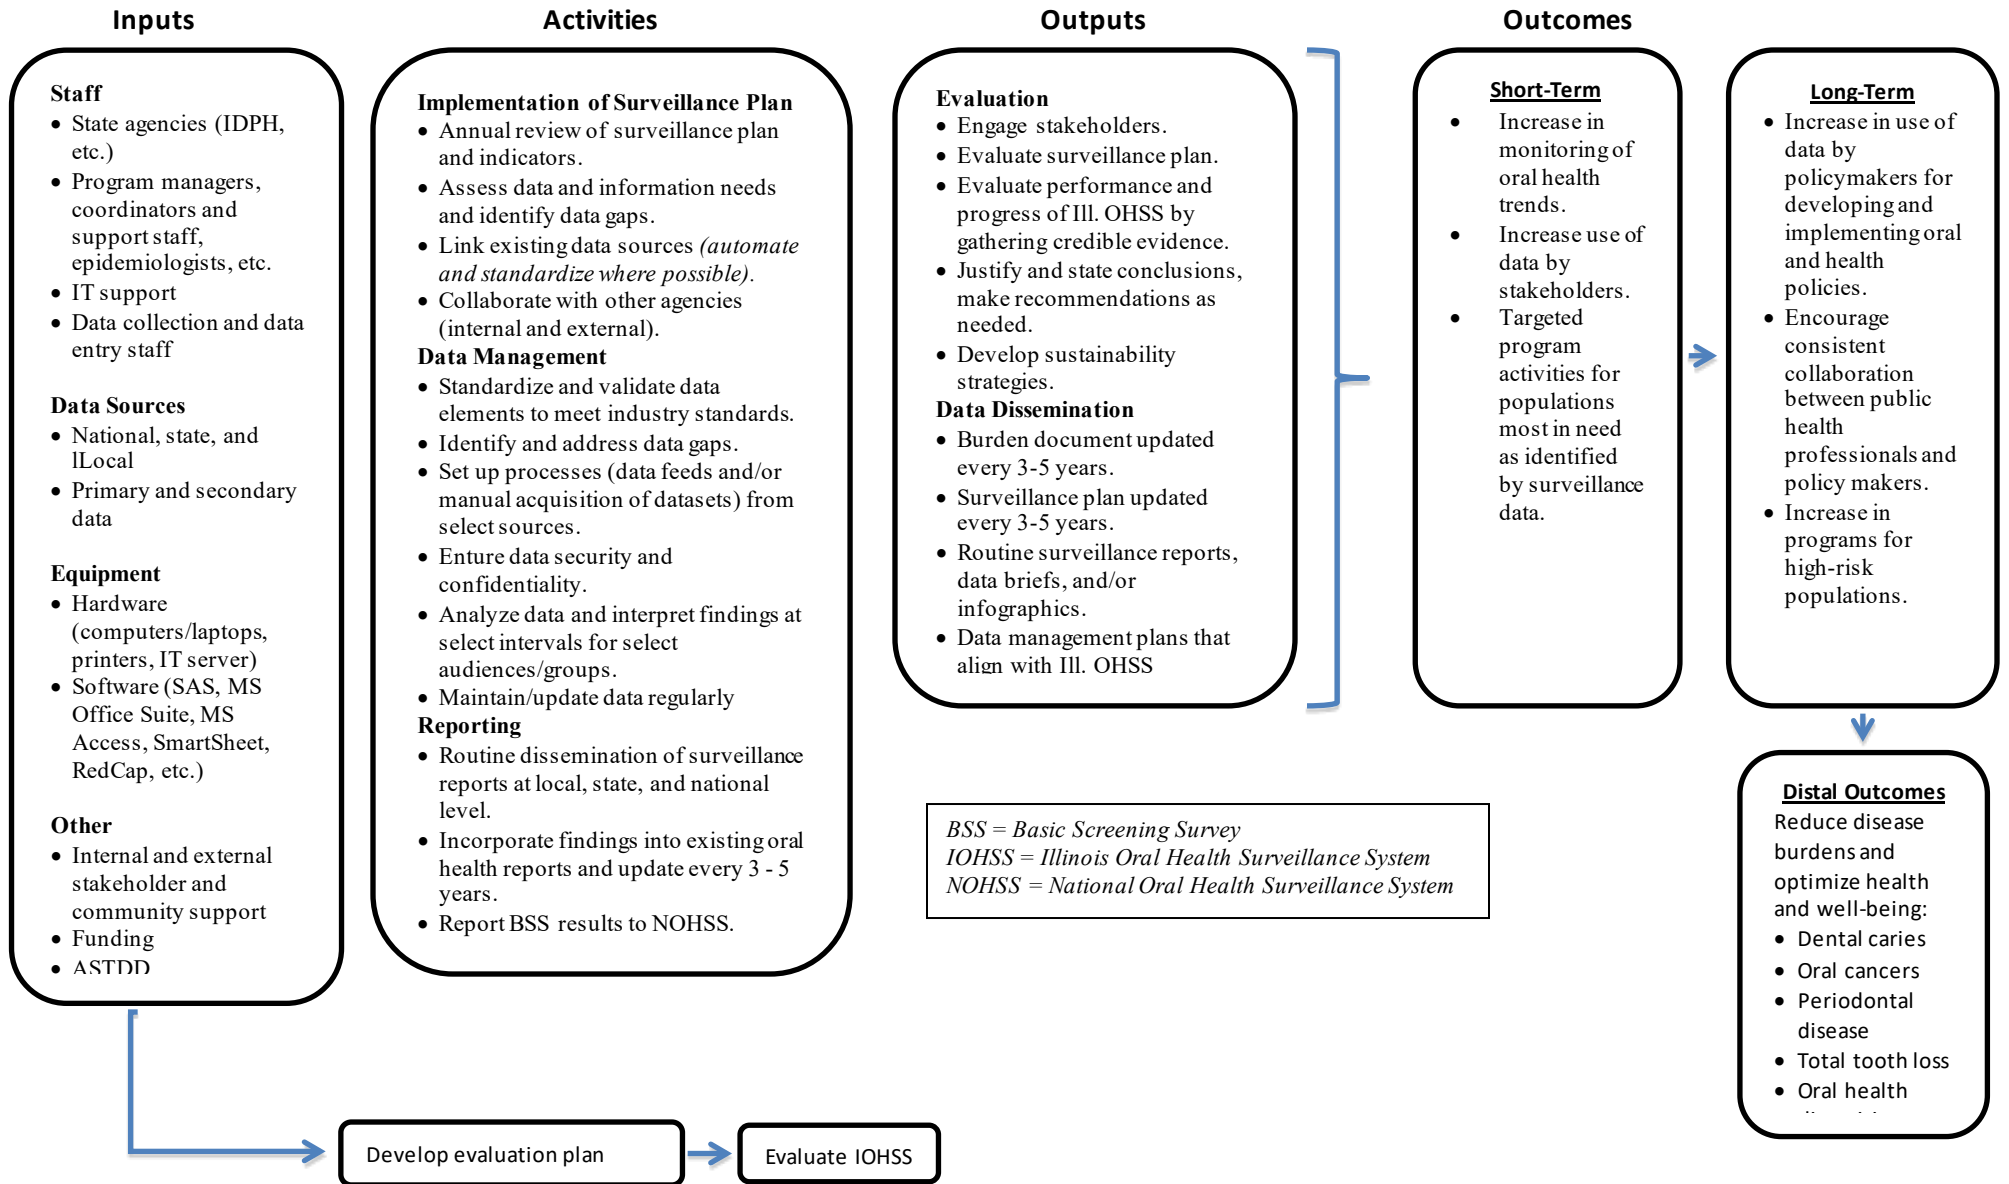 Inputs
Staff
• State agencies (IDPH,
etc.)
• Program managers,
coordinators and
support staff,
epidemiologists, etc.
• IT support
• Data collection and data
entry staff
Data Sources
• National, state, and
lLocal
• Primary and secondary
data
Equipment
• Hardware
(computers/laptops,
printers, IT server)
• Software (SAS, MS
Office Suite, MS
Access, SmartSheet,
RedCap, etc.)
Other
• Internal and external
stakeholder and
community support
• Funding
• ASTDD
Activities
Implementation of Surveillance Plan
• Annual review of surveillance plan
and indicators.
• Assess data and information needs
and identify data gaps.
• Link existing data sources (automate
and standardize where possible).
• Collaborate with other agencies
(internal and external).
Data Management
• Standardize and validate data
elements to meet industry standards.
• Identify and address data gaps.
• Set up processes (data feeds and/or
manual acquisition of datasets) from
select sources.
• Enture data security and
confidentiality.
• Analyze data and interpret findings at
select intervals for select
audiences/groups.
• Maintain/update data regularly
Reporting
• Routine dissemination of surveillance
reports at local, state, and national
level.
• Incorporate findings into existing oral
health reports and update every 3 - 5
years.
• Report BSS results to NOHSS.
Outputs
Evaluation
• Engage stakeholders.
• Evaluate surveillance plan.
• Evaluate performance and
progress of Ill. OHSS by
gathering credible evidence.
• Justify and state conclusions,
make recommendations as
needed.
• Develop sustainability
strategies.
Data Dissemination
• Burden document updated
every 3-5 years.
• Surveillance plan updated
every 3-5 years.
• Routine surveillance reports,
data briefs, and/or
infographics.
• Data management plans that
align with Ill. OHSS
BSS = Basic Screening Survey
IOHSS = Illinois Oral Health Surveillance System
NOHSS = National Oral Health Surveillance System
Outcomes
Short-Term
• Increase in
monitoring of
oral health
trends.
• Increase use of
data by
stakeholders.
• Targeted
program
activities for
populations
most in need
as identified
by surveillance
data.
Long-Term
• Increase in use of
data by
policymakers for
developing and
implementing oral
and health
policies.
• Encourage
consistent
collaboration
between public
health
professionals and
policy makers.
• Increase in
programs for
high-risk
populations.
Distal Outcomes
Reduce disease
burdens and
optimize health
and well-being:
• Dental caries
• Oral cancers
• Periodontal
disease
• Total tooth loss
• Oral health
Develop evaluation plan
Evaluate IOHSS